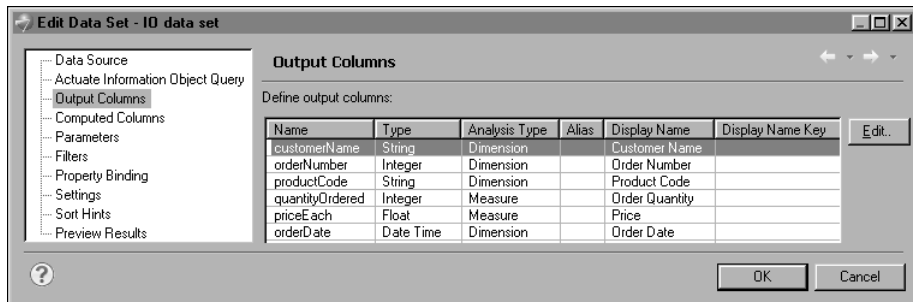 Edit Data Set - IO data set
Data Source
Actuate Information Object Query
Output Columns
Computed Columns
Parameters
Filters
Property Binding
Settings
Sort Hints
Preview Results
Output Columns
Define output columns:
Name Type Analysis Type Alias Display Name Display Name Key
customerName String Dimension Customer Name
orderNumber Integer Dimension Order Number
productCode String Dimension Product Code
quantityOrdered Integer Measure Order Quantity
priceEach Float Measure Price
orderDate Date Time Dimension Order Date
Edit..
?
OK Cancel